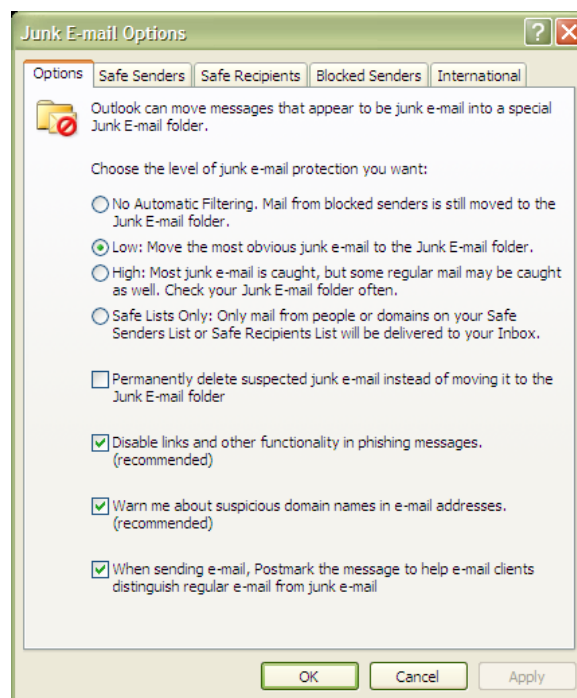 Junk E-mail Options
Options
Safe Senders
Safe Recipients
Blocked Senders
International
Outlook can move messages that appear to be junk e-mail into a special
Junk E-mail folder.
Choose the level of junk e-mail protection you want:
No Automatic Filtering. Mail from blocked senders is still moved to the
Junk E-mail folder.
Low: Move the most obvious junk e-mail to the Junk E-mail folder.
High: Most junk e-mail is caught, but some regular mail may be caught
as well. Check your Junk E-mail folder often.
Safe Lists Only: Only mail from people or domains on your Safe
Senders List or Safe Recipients List will be delivered to your Inbox.
Permanently delete suspected junk e-mail instead of moving it to the
Junk E-mail folder
Disable links and other functionality in phishing messages.
(recommended)
Warn me about suspicious domain names in e-mail addresses.
(recommended)
When sending e-mail, Postmark the message to help e-mail clients
distinguish regular e-mail from junk e-mail
OK
Cancel
Apply